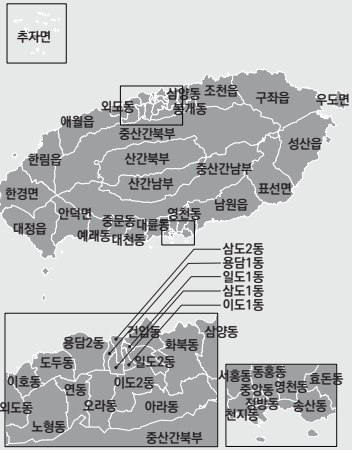 추자면
삼양동
조천읍
구좌읍
우도면
외도동
봉개동
애월읍
중산간북부
성산읍
한림읍
산간북부
중산간남부
산간남부
한경면
표선면
안덕면
중문동
대륜동
영천동
남원읍
대정읍
예래동
대천동
삼도2동
용담1동
일도1동
삼도1동
이도1동
건입동
삼양동
용담2동
화북동
도두동
일도2동
이호동
연동
이도2동
외도동
오라동
아라동
노형동
중산간북부
서홍동
동홍동
효돈동
중앙동
영천동
정방동
송산동
천지동